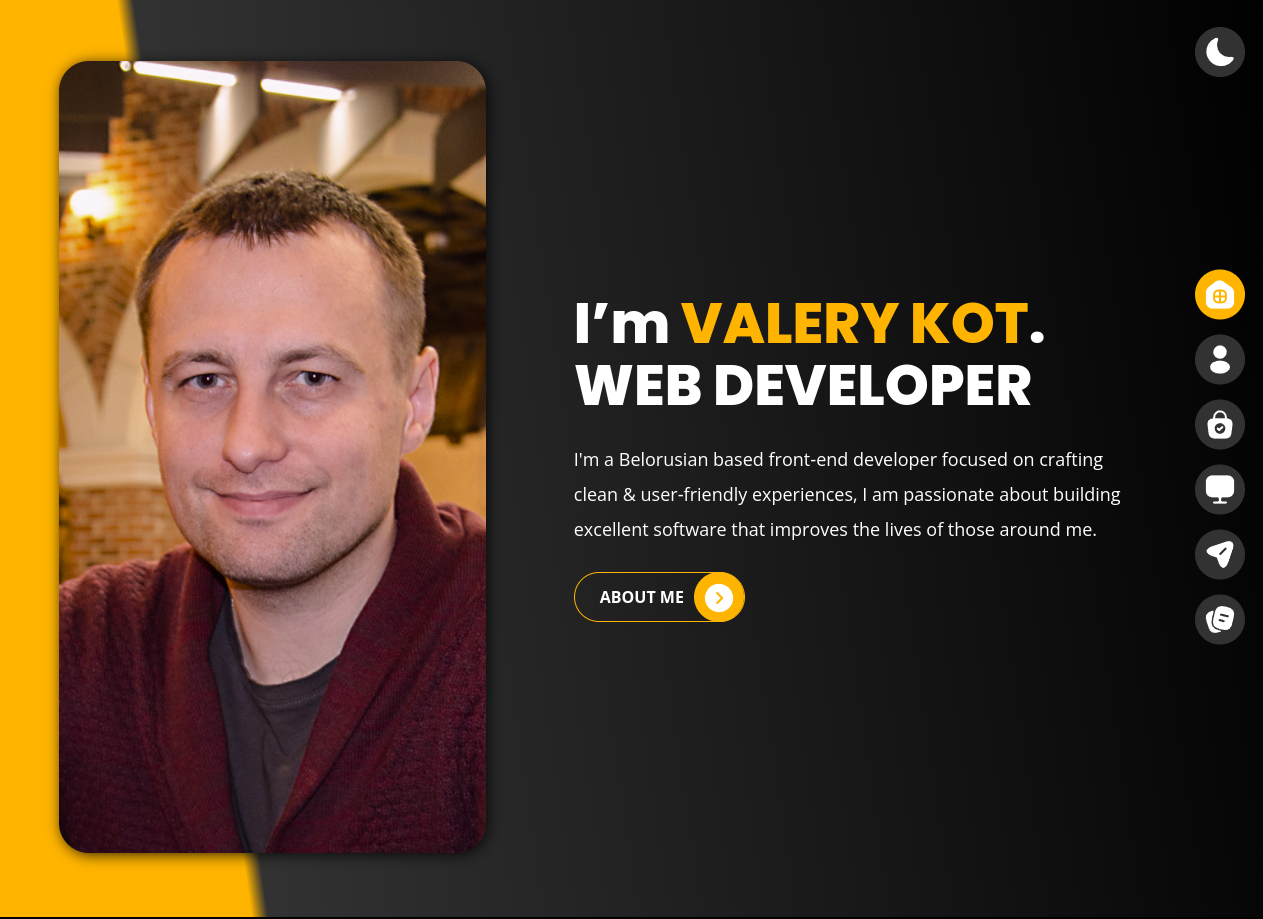 I’m VALERY KOT.
WEB DEVELOPER
I'm a Belorusian based front-end developer focused on crafting
clean & user-friendly experiences, I am passionate about building
excellent software that improves the lives of those around me.
ABOUT ME